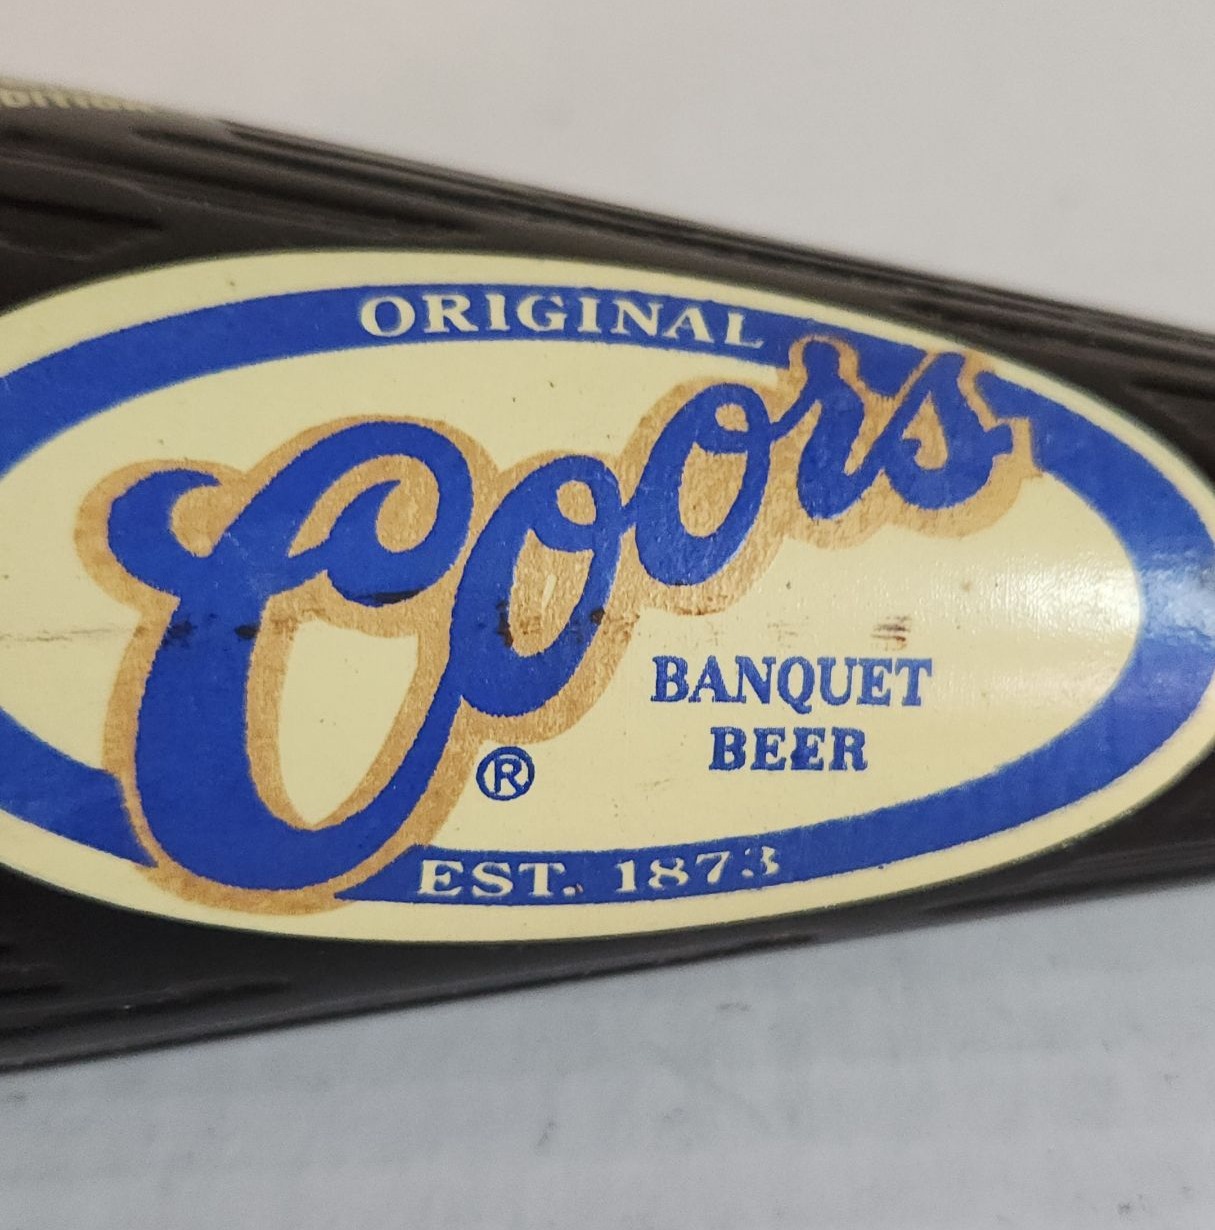 ORIGINAL
Coors
®
BANQUET
BEER
EST. 1873